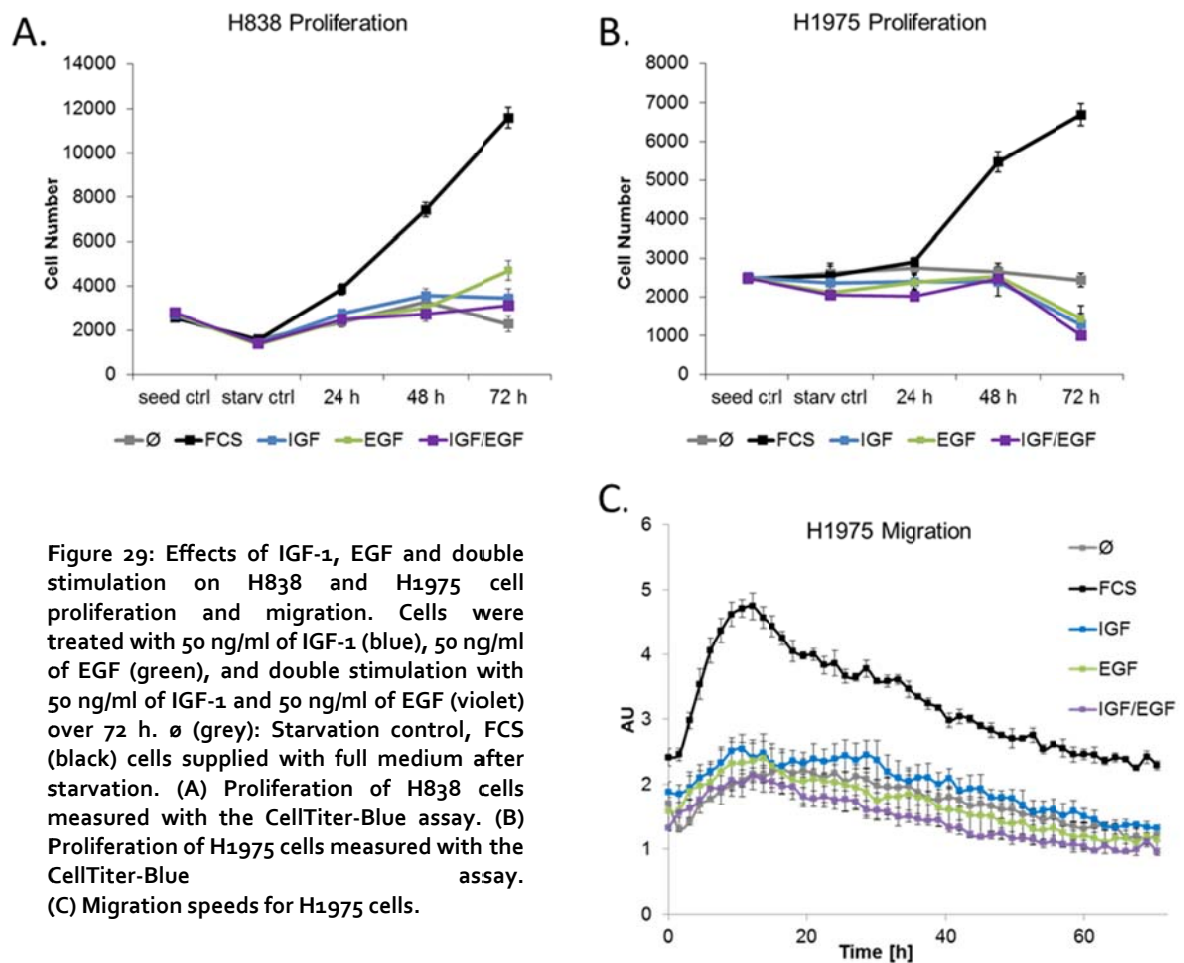 A.
H838 Proliferation
14000
12000
10000
8000
6000
4000
2000
0
Cell Number
seed ctrl starv ctrl 24 h 48 h 72 h
Ø FCS IGF EGF IGF/EGF
B.
H1975 Proliferation
8000
7000
6000
5000
4000
3000
2000
1000
0
Cell Number
seed ctrl starv ctrl 24 h 48 h 72 h
Ø FCS IGF EGF IGF/EGF
C.
H1975 Migration
6
5
4
3
2
1
0
AU
0 20 40 60
Time [h]
Ø
FCS
IGF
EGF
IGF/EGF
Figure 29: Effects of IGF-1, EGF and double
stimulation on H838 and H1975 cell
proliferation and migration. Cells were
treated with 50 ng/ml of IGF-1 (blue), 50 ng/ml
of EGF (green), and double stimulation with
50 ng/ml of IGF-1 and 50 ng/ml of EGF (violet)
over 72 h. ø (grey): Starvation control, FCS
(black) cells supplied with full medium after
starvation. (A) Proliferation of H838 cells
measured with the CellTiter-Blue assay. (B)
Proliferation of H1975 cells measured with the
CellTiter-Blue assay.
(C) Migration speeds for H1975 cells.